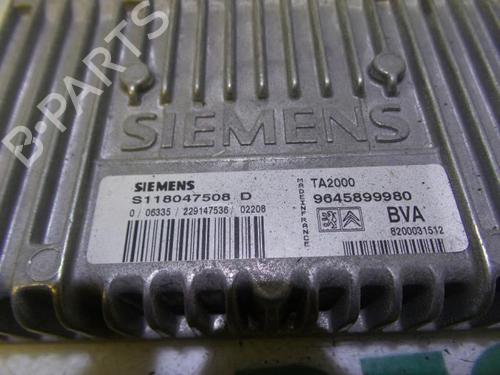 B-PARTS
SIEMENS
SIEMENS
S118047508 D
0 / 06335 / 229147536 / 02208
MADE IN FRANCE
TA2000
9645899980
BVA
8200031512